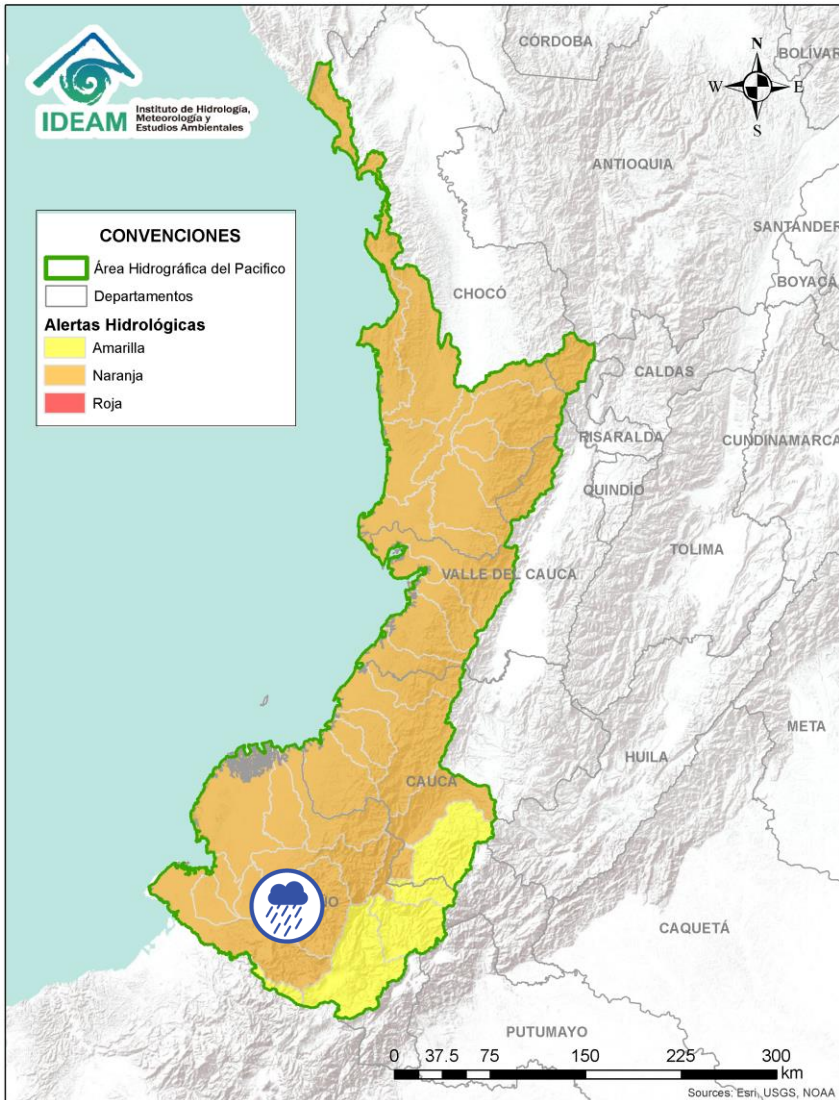 IDEAM
Instituto de Hidrología,
Meteorología y
Estudios Ambientales
CÓRDOBA
BOLÍVAR
N
W
E
S
ANTIOQUIA
SANTANDER
BOYACÁ
CONVENCIONES
Área Hidrográfica del Pacifico
Departamentos
Alertas Hidrológicas
Amarilla
Naranja
Roja
CHOCÓ
CALDAS
RISARALDA
CUNDINAMARCA
QUINDÍO
TOLIMA
VALLE DEL CAUCA
META
HUILA
CAUCA
ÑO
CAQUETÁ
PUTUMAYO
0 37.5 75 150 225 300
km
Sources: Esri, USGS, NOAA